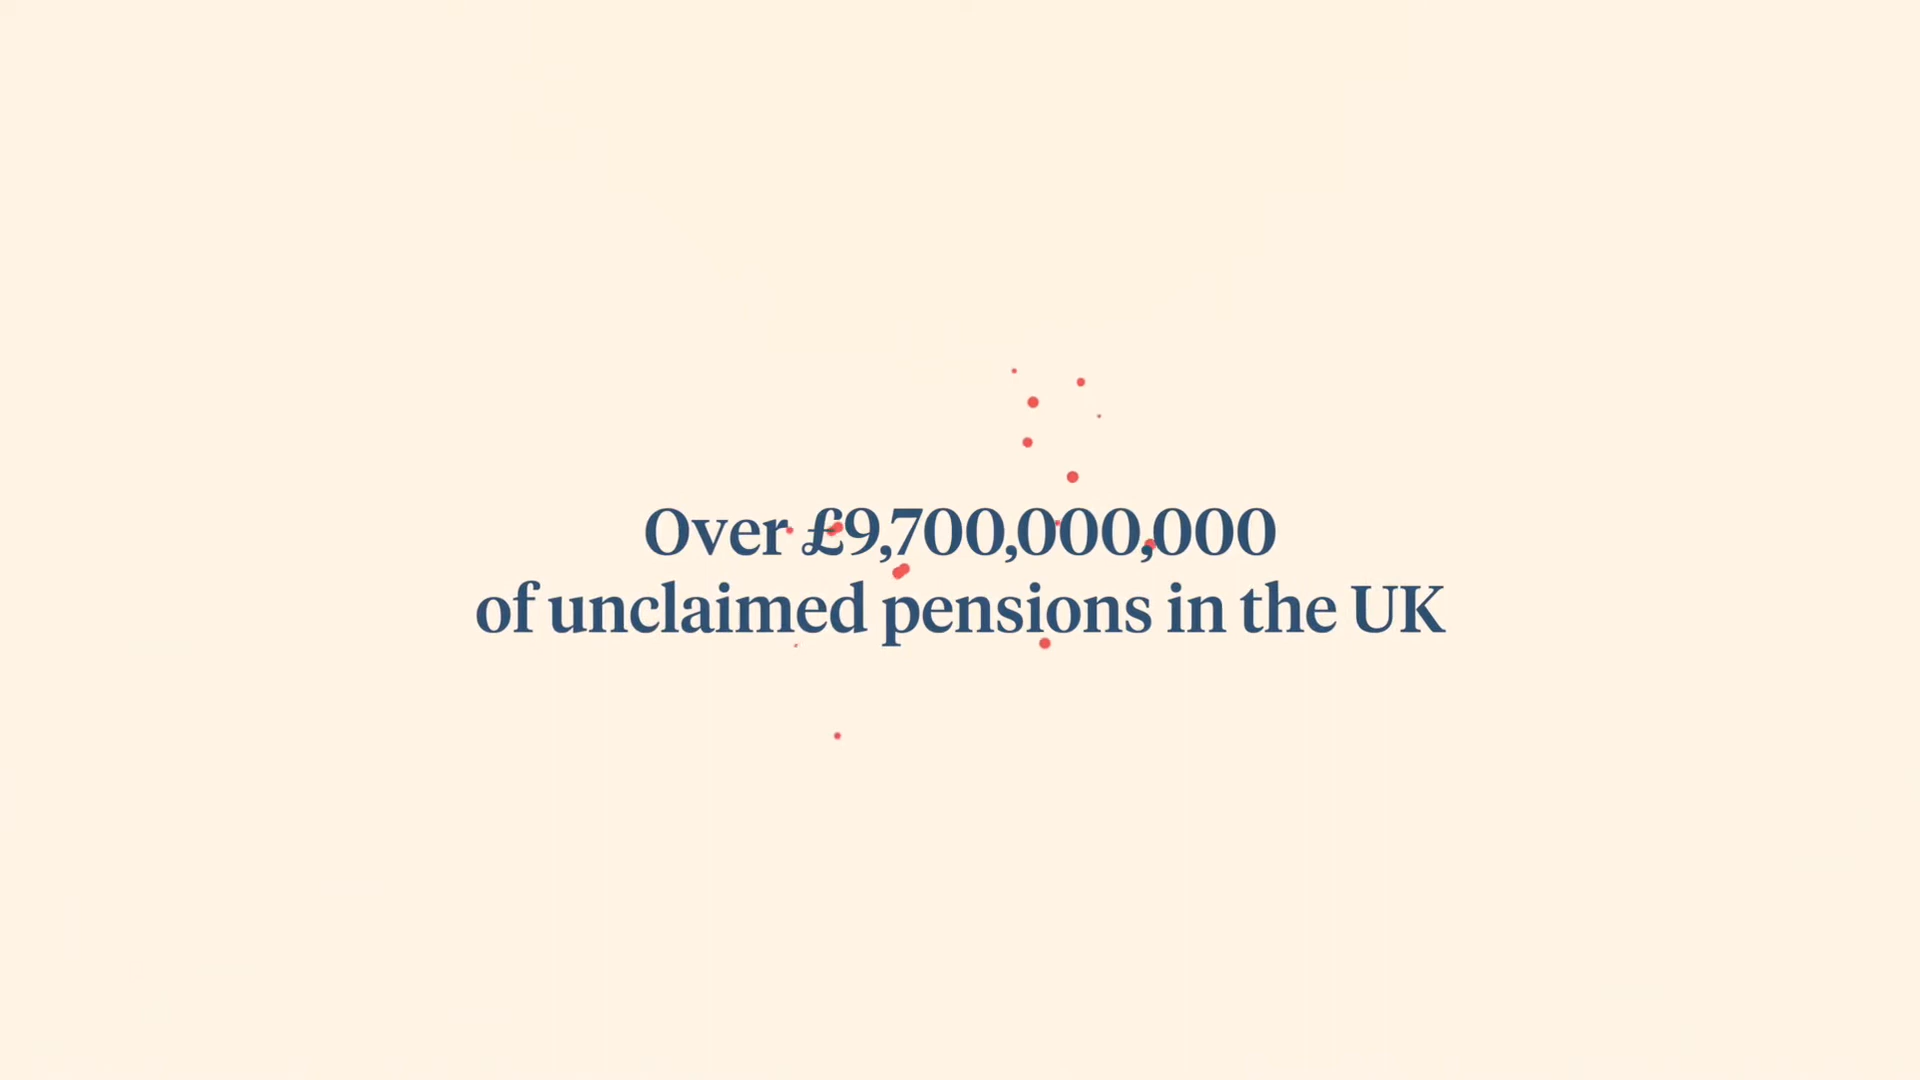 Over £9,700,000,000
of unclaimed pensions in the UK